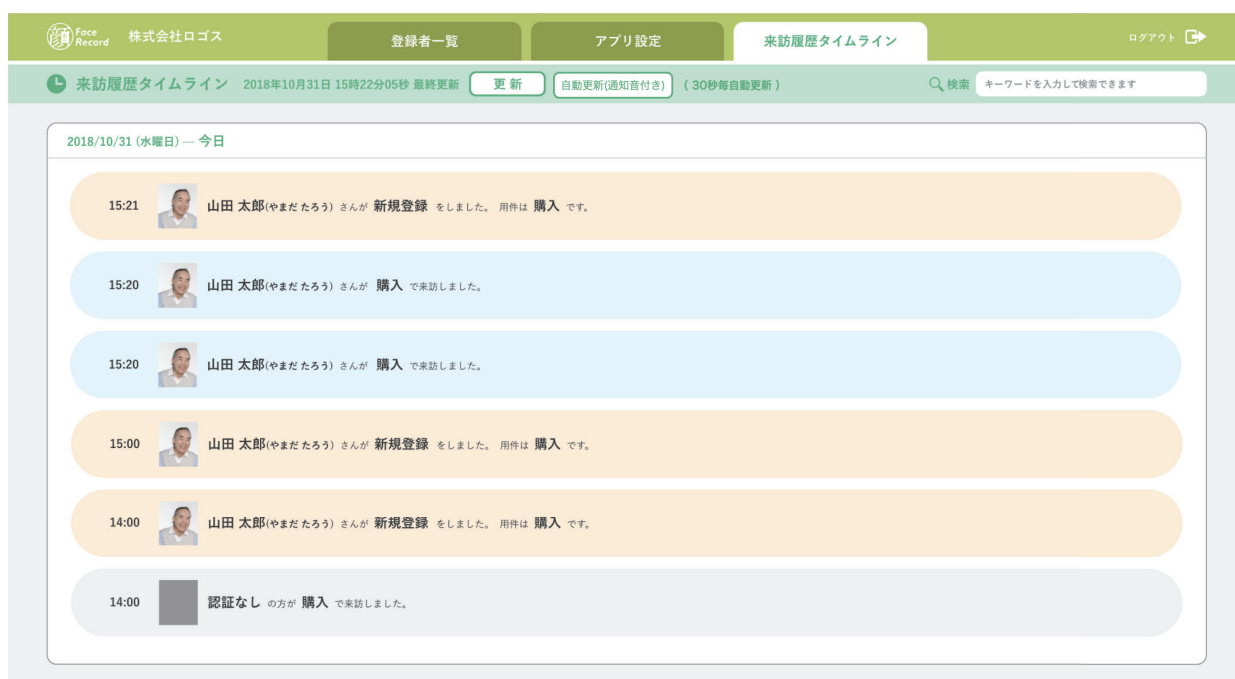 顔 Face Record 株式会社ロゴス 登録者一覧 アプリ設定 来訪履歴タイムライン ログアウト
来訪履歴タイムライン 2018年10月31日 15時22分05秒 最終更新 更新 自動更新(通知音付き) ( 30秒毎自動更新 ) 検索 キーワードを入力して検索できます
2018/10/31 (水曜日) — 今日
15:21 山田 太郎(やまだ たろう) さんが 新規登録 をしました。 用件は 購入 です。
15:20 山田 太郎(やまだ たろう) さんが 購入 で来訪しました。
15:20 山田 太郎(やまだ たろう) さんが 購入 で来訪しました。
15:00 山田 太郎(やまだ たろう) さんが 新規登録 をしました。 用件は 購入 です。
14:00 山田 太郎(やまだ たろう) さんが 新規登録 をしました。 用件は 購入 です。
14:00 認証なし の方が 購入 で来訪しました。